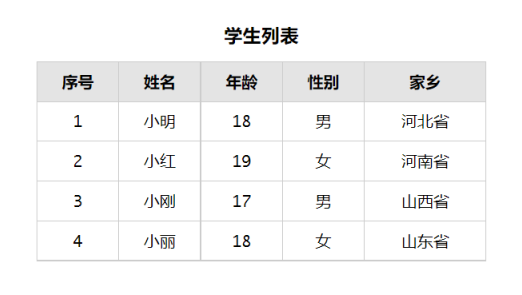 学生列表
序号 姓名 年龄 性别 家乡
1 小明 18 男 河北省
2 小红 19 女 河南省
3 小刚 17 男 山西省
4 小丽 18 女 山东省